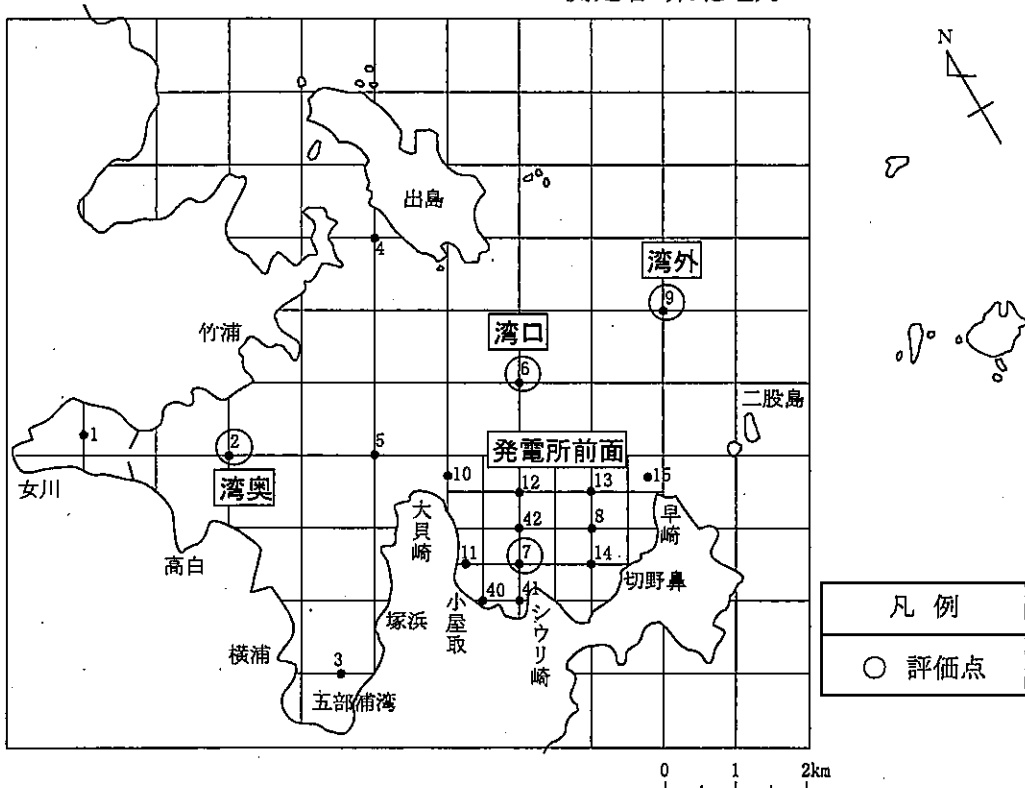 N
出島
4
湾外
9
竹浦
湾口
6
二股島
1
2
5
発電所前面
10
12
13
15
女川
湾奥
大貝崎
42
8
早崎
高白
11
7
14
切野鼻
40
41
塚浜
小屋取
シウリ崎
横浦
3
五部浦湾
凡例
○ 評価点
0 1 2km